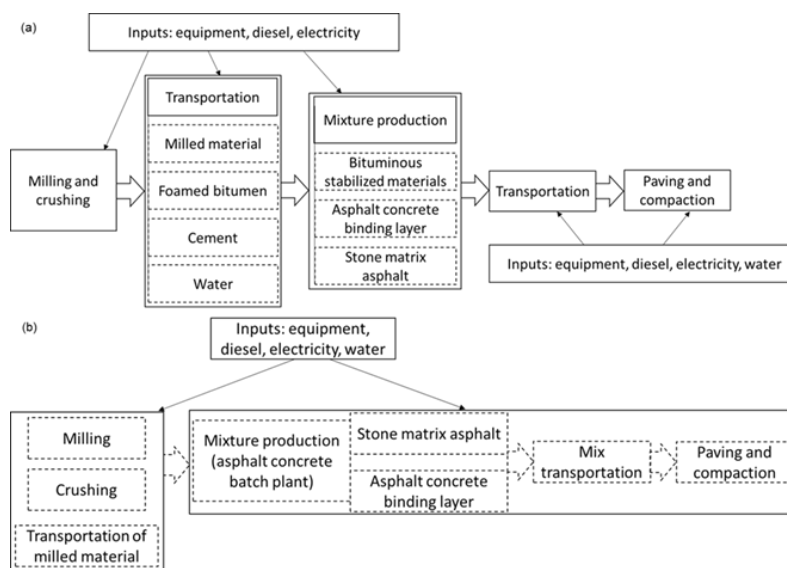 (a)
Inputs: equipment, diesel, electricity
Transportation
Milled material
Foamed bitumen
Cement
Water
Milling and
crushing
Mixture production
Bituminous
stabilized materials
Asphalt concrete
binding layer
Stone matrix
asphalt
Transportation
Paving and
compaction
Inputs: equipment, diesel, electricity, water
(b)
Inputs: equipment,
diesel, electricity, water
Milling
Crushing
Transportation of
milled material
Mixture production
(asphalt concrete
batch plant)
Stone matrix asphalt
Asphalt concrete
binding layer
Mix
transportation
Paving and
compaction